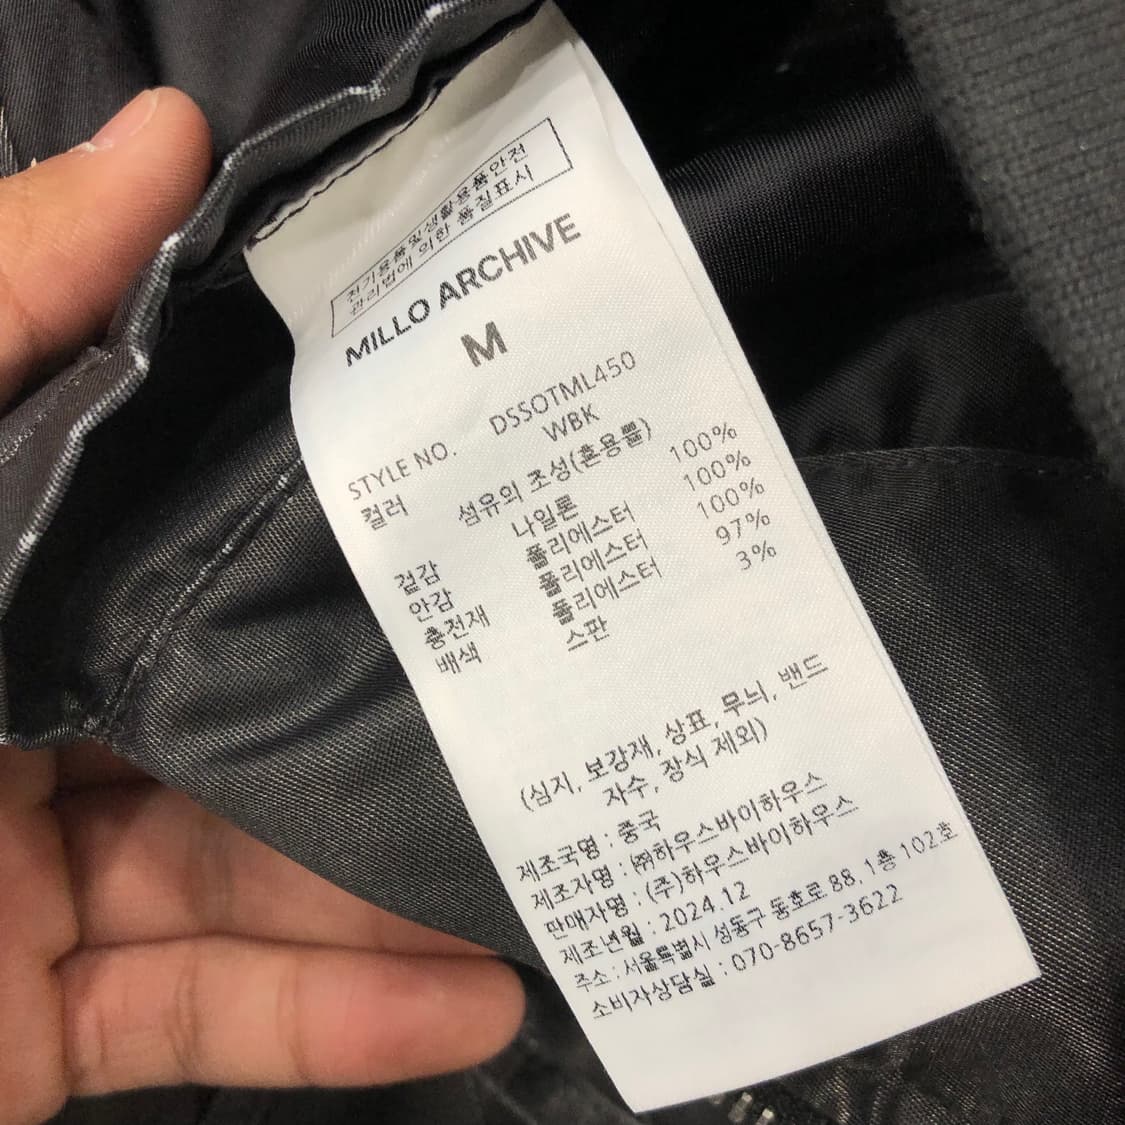 전기용품및생활용품안전
관리법에 의한 품질표시
MILLO ARCHIVE
M
STYLE NO. DSSOTML450
컬러 WBK
섬유의 조성(혼용률)
겉감 나일론 100%
안감 폴리에스터 100%
충전재 폴리에스터 100%
배색 폴리에스터 97%
스판 3%
(심지, 보강재, 상표, 무늬, 밴드
자수, 장식 제외)
제조국명 : 중국
제조자명 : ㈜하우스바이하우스
판매자명 : (주)하우스바이하우스
제조년월 : 2024.12
주소 : 서울특별시 성동구 동호로 88, 1층 102호
소비자상담실 : 070-8657-3622